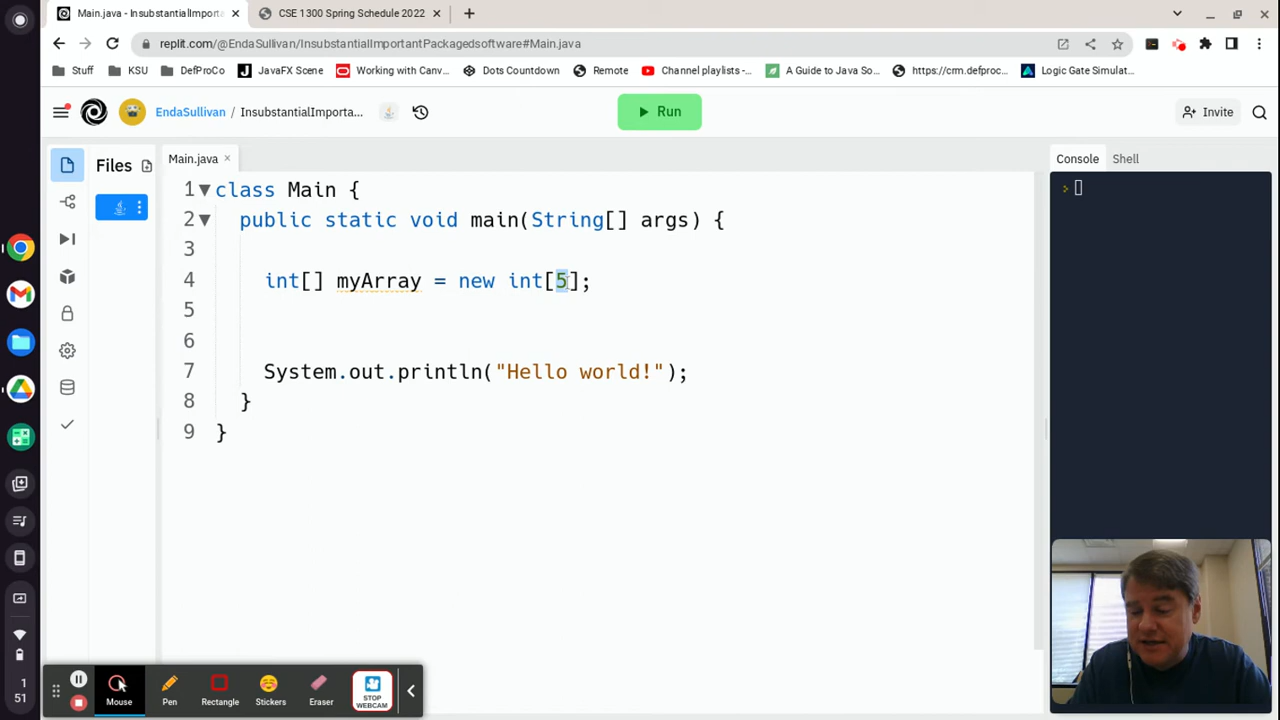 Main.java - InsubstantialImporta
CSE 1300 Spring Schedule 2022
replit.com/@EndaSullivan/InsubstantialImportantPackagedsoftware#Main.java
Stuff
KSU
DefProCo
JavaFX Scene
Working with Canv...
Dots Countdown
Remote
Channel playlists -...
A Guide to Java So...
https://crm.defproc...
Logic Gate Simulat...
EndaSullivan / InsubstantialImporta...
Run
Invite
Files
Main.java
Console
Shell
1 class Main {
2 public static void main(String[] args) {
3
4 int[] myArray = new int[5];
5
6
7 System.out.println("Hello world!");
8 }
9 }
1
51
Mouse
Pen
Rectangle
Stickers
Eraser
STOP
WEBCAM